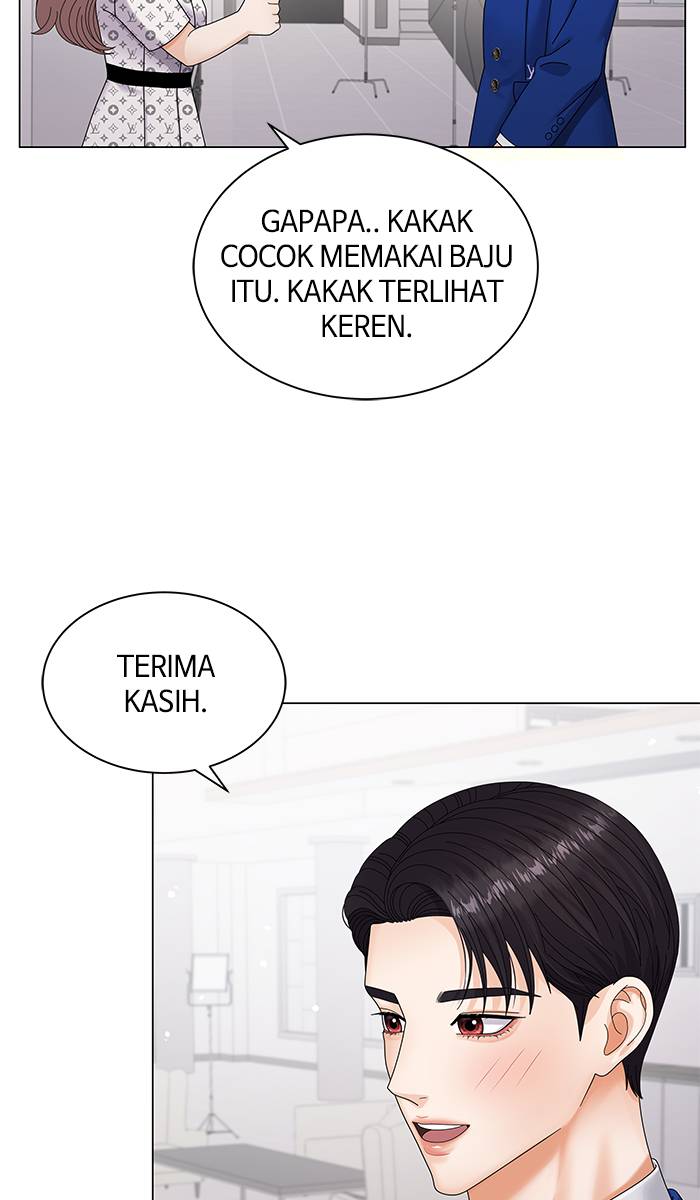 GAPAPA.. KAKAK
COCOK MEMAKAI BAJU
ITU. KAKAK TERLIHAT
KEREN.
TERIMA
KASIH.